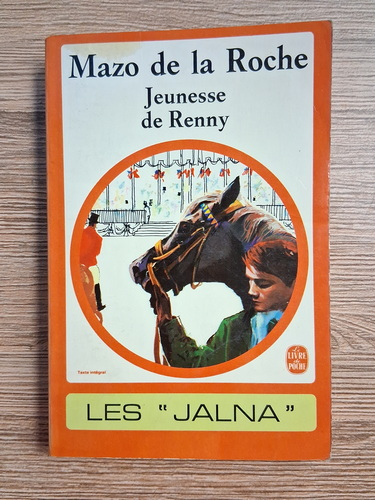 Mazo de la Roche
Jeunesse
de Renny
Texte intégral
Le
LIVRE
de
POCHE
LES "JALNA"